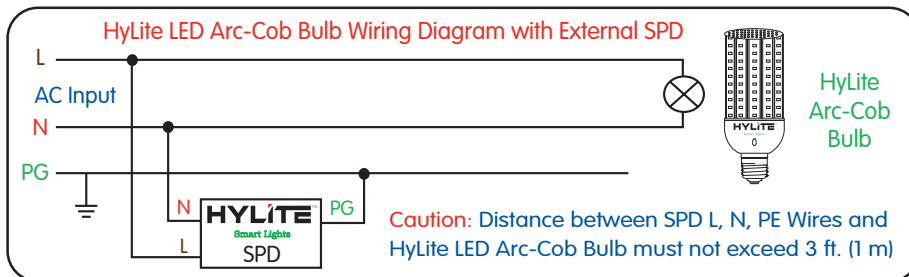 HyLite LED Arc-Cob Bulb Wiring Diagram with External SPD
L
AC Input
N
PG
HYLITE
HyLite
Arc-Cob
Bulb
N
HYLITE™
Smart Lights
SPD
PG
L
Caution: Distance between SPD L, N, PE Wires and
HyLite LED Arc-Cob Bulb must not exceed 3 ft. (1 m)